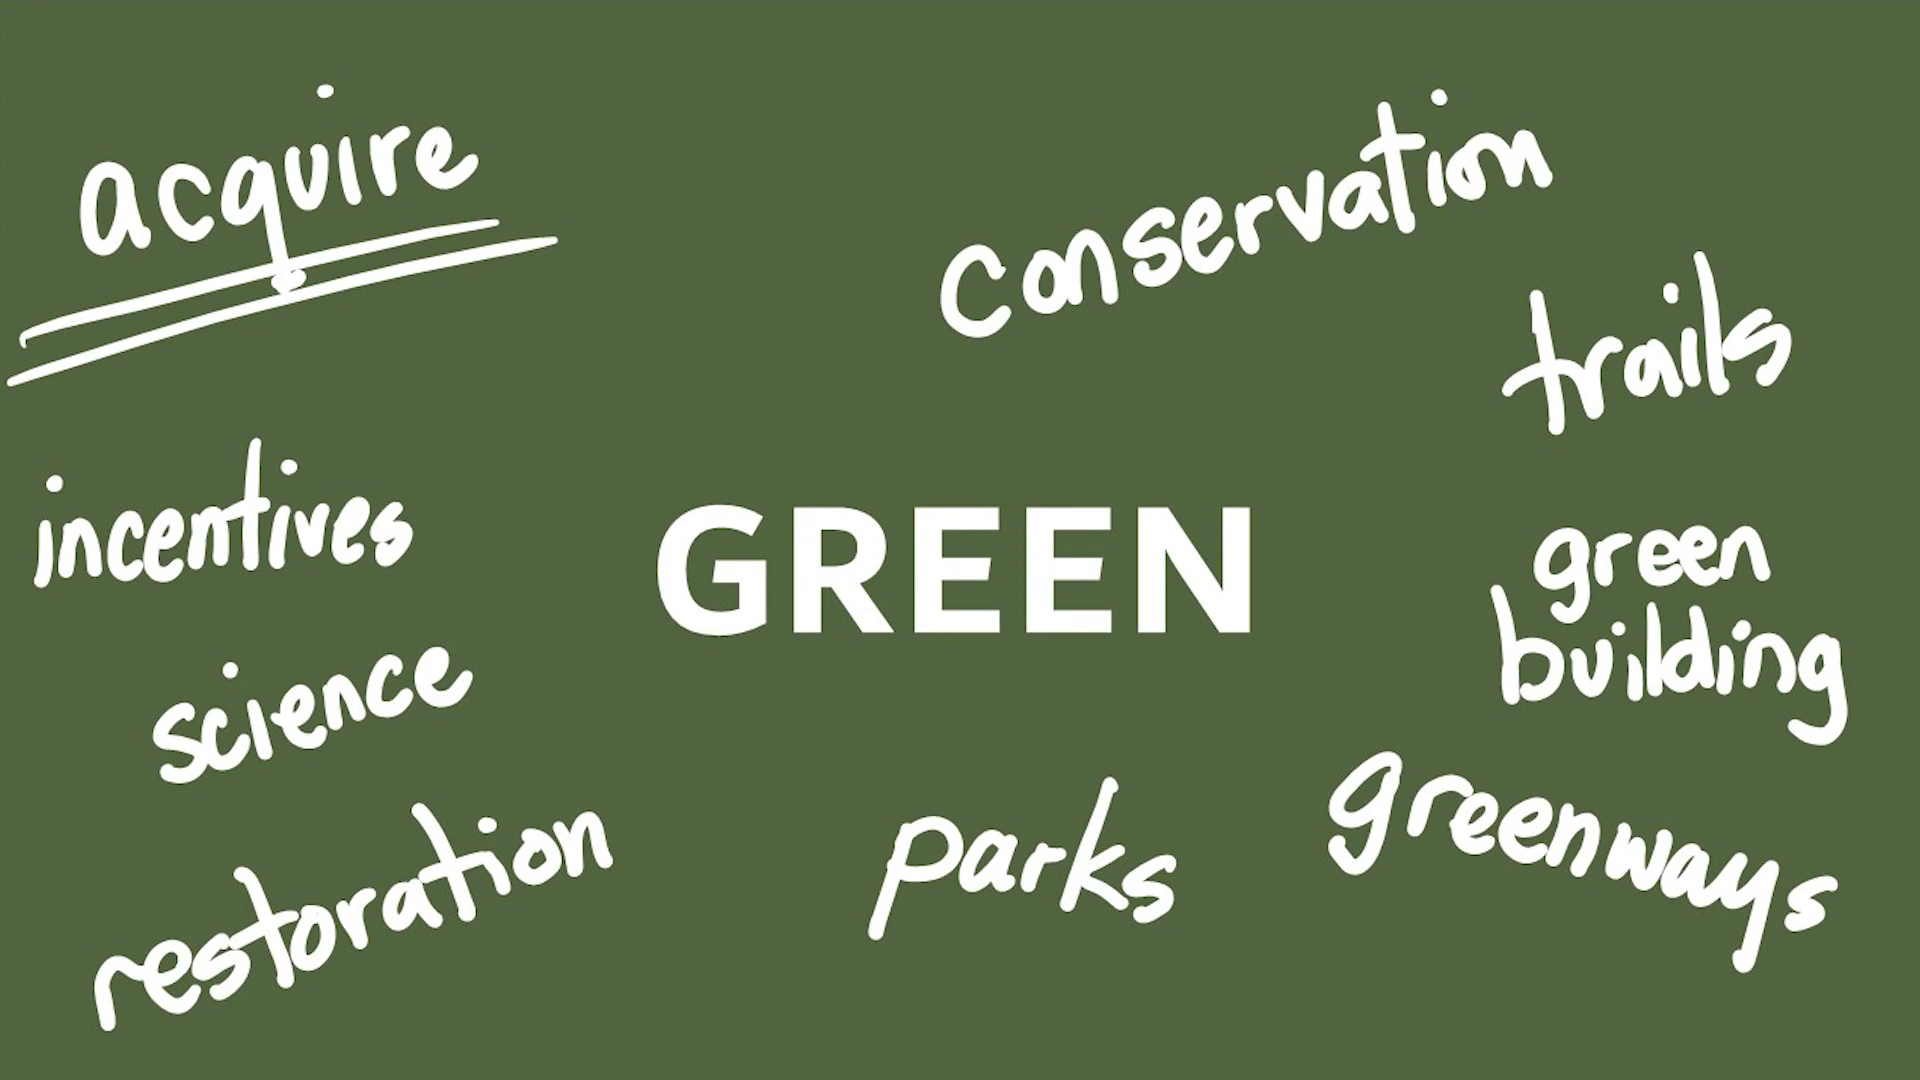 acquire
conservation
trails
incentives
GREEN
green
building
science
parks
greenways
restoration